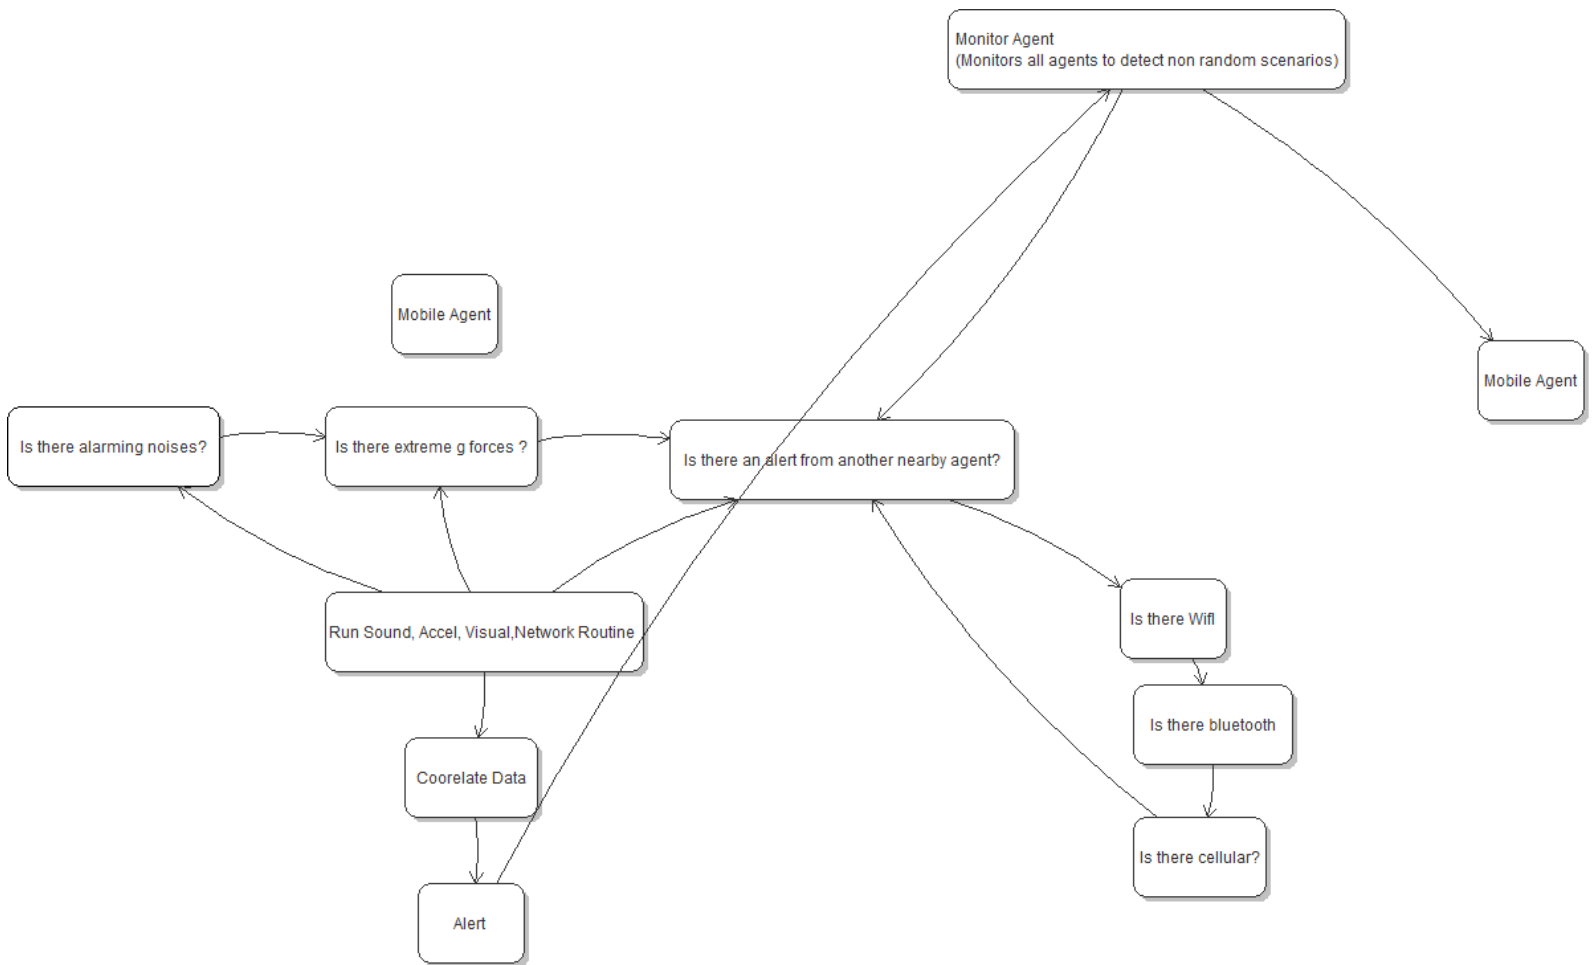 Monitor Agent
(Monitors all agents to detect non random scenarios)
Mobile Agent
Mobile Agent
Is there alarming noises?
Is there extreme g forces ?
Is there an alert from another nearby agent?
Run Sound, Accel, Visual,Network Routine
Is there Wifl
Is there bluetooth
Coorelate Data
Is there cellular?
Alert